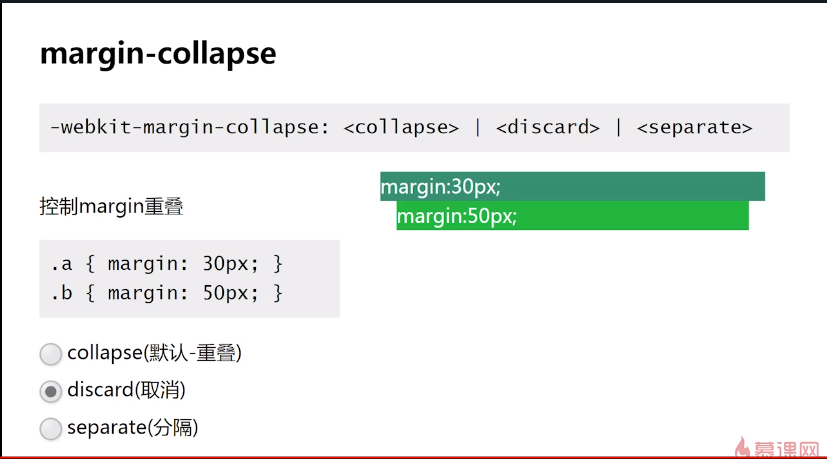 margin-collapse
-webkit-margin-collapse: <collapse> | <discard> | <separate>
控制margin重叠
margin:30px;
margin:50px;
.a { margin: 30px; }
.b { margin: 50px; }
collapse(默认-重叠)
discard(取消)
separate(分隔)
慕课网